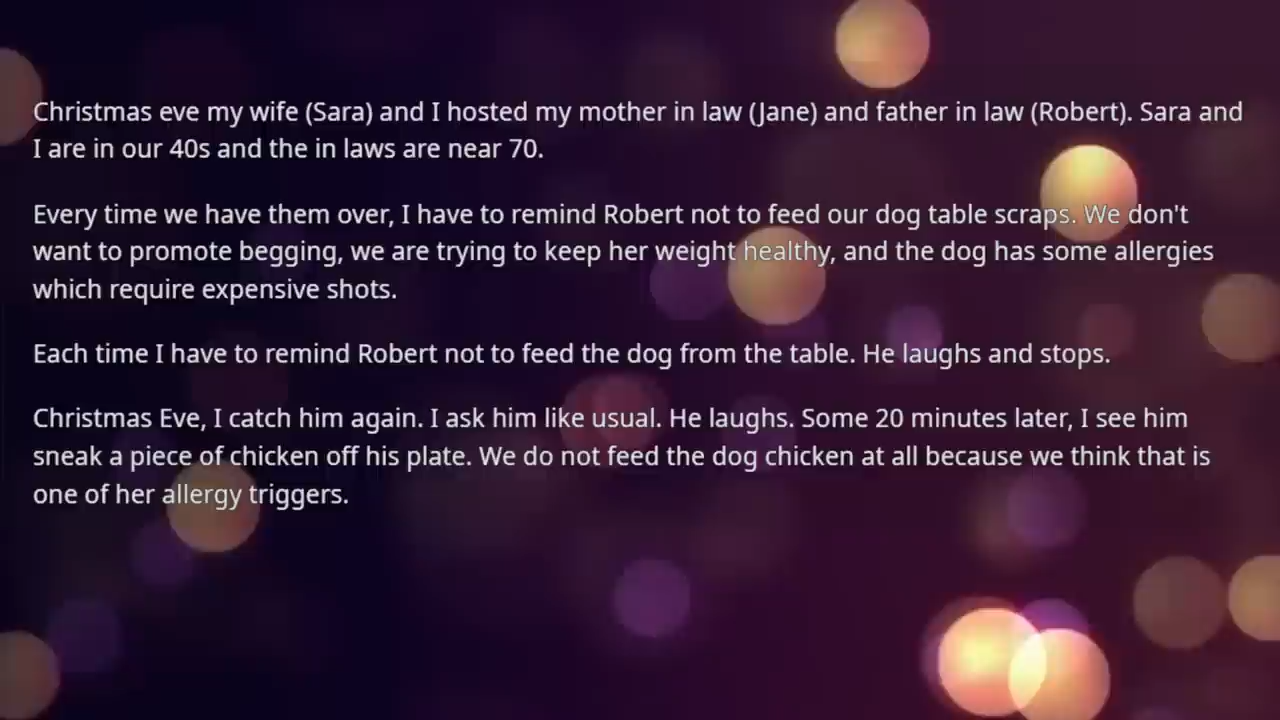 Christmas eve my wife (Sara) and I hosted my mother in law (Jane) and father in law (Robert). Sara and
I are in our 40s and the in laws are near 70.
Every time we have them over, I have to remind Robert not to feed our dog table scraps. We don't
want to promote begging, we are trying to keep her weight healthy, and the dog has some allergies
which require expensive shots.
Each time I have to remind Robert not to feed the dog from the table. He laughs and stops.
Christmas Eve, I catch him again. I ask him like usual. He laughs. Some 20 minutes later, I see him
sneak a piece of chicken off his plate. We do not feed the dog chicken at all because we think that is
one of her allergy triggers.